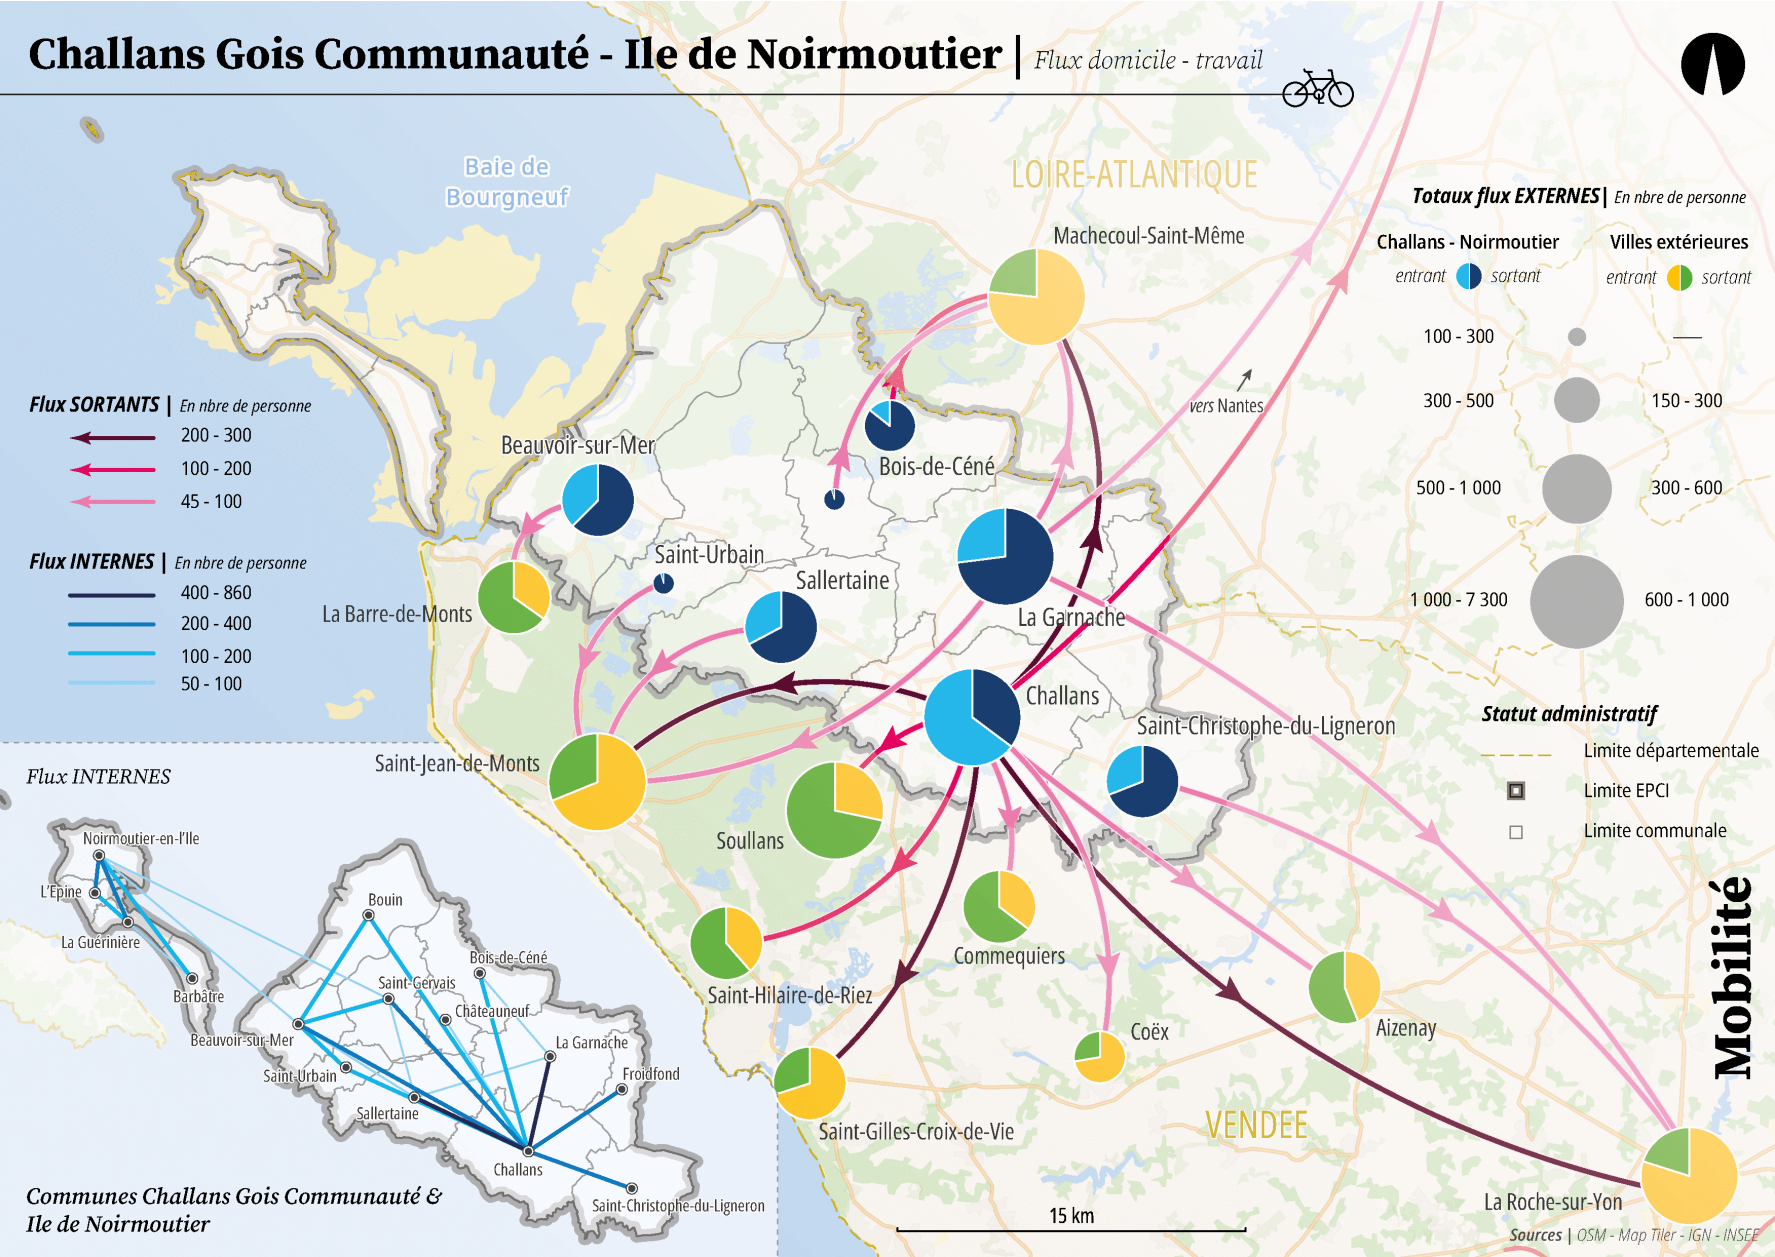 Challans Gois Communauté - Ile de Noirmoutier | Flux domicile - travail
Baie de
Bourgneuf
LOIRE-ATLANTIQUE
Machecoul-Saint-Même
Totaux flux EXTERNES | En nbre de personne
Challans - Noirmoutier
Villes extérieures
entrant
sortant
entrant
sortant
100 - 300
300 - 500
150 - 300
500 - 1 000
300 - 600
1 000 - 7 300
600 - 1 000
vers Nantes
Flux SORTANTS | En nbre de personne
200 - 300
100 - 200
45 - 100
Flux INTERNES | En nbre de personne
400 - 860
200 - 400
100 - 200
50 - 100
Beauvoir-sur-Mer
Bois-de-Céné
Saint-Urbain
Sallertaine
La Barre-de-Monts
La Garnache
Challans
Saint-Christophe-du-Ligneron
Saint-Jean-de-Monts
Soullans
Commequiers
Saint-Hilaire-de-Riez
Coëx
Aizenay
Saint-Gilles-Croix-de-Vie
VENDEE
La Roche-sur-Yon
Statut administratif
Limite départementale
Limite EPCI
Limite communale
Mobilité
Flux INTERNES
Noirmoutier-en-l'Ile
L'Epine
La Guérinière
Barbâtre
Bouin
Bois-de-Céné
Saint-Gervais
Châteauneuf
Beauvoir-sur-Mer
La Garnache
Saint-Urbain
Froidfond
Sallertaine
Challans
Saint-Christophe-du-Ligneron
Communes Challans Gois Communauté &
Ile de Noirmoutier
15 km
Sources | OSM - Map Tiler - IGN - INSEE